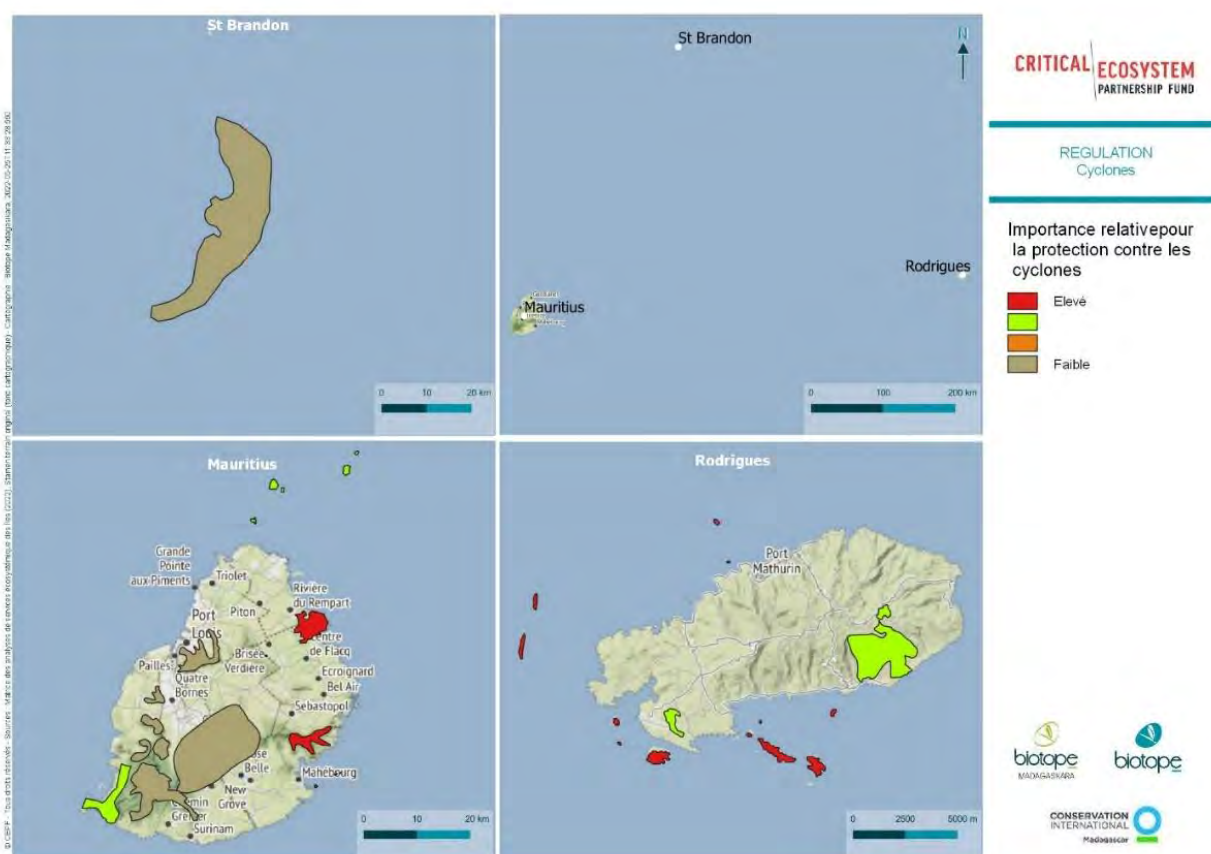 St Brandon
St Brandon
N
Mauritius
Rodrigues
0 10 20 km
0 100 200 km
CRITICAL ECOSYSTEM
PARTNERSHIP FUND
REGULATION
Cyclones
Importance relativepour
la protection contre les
cyclones
Elevé
Faible
Mauritius
Grande
Pointe
aux Piments
Triolet
Rivière
du Rempart
Piton
Port
Louis
Centre
de Flacq
Pailles
Brisée
Verdière
Quatre
Bornes
Ecroignard
Bel Air
Sebastopol
Belle
Mahébourg
New
Grove
Surinam
0 10 20 km
Rodrigues
Port
Mathurin
0 2500 5000 m
biotope
MADAGASIKARA
biotope
CONSERVATION
INTERNATIONAL
Madagascar